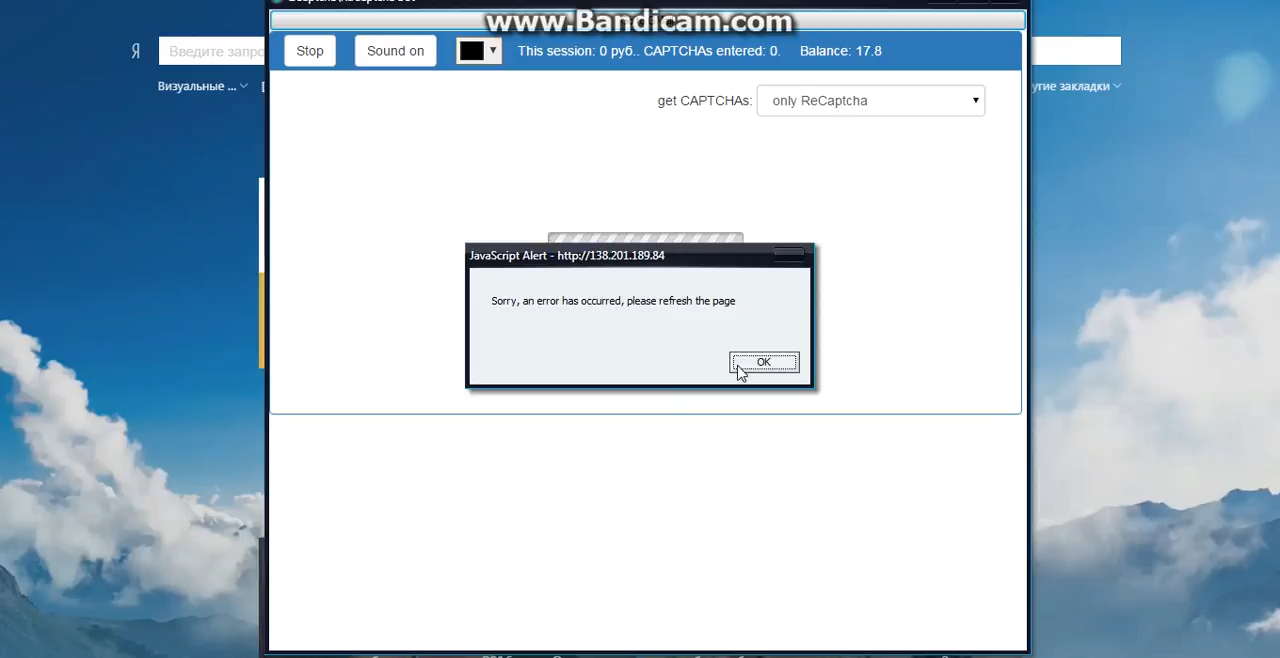 www.Bandicam.com
Stop
Sound on
This session: 0 руб.. CAPTCHAs entered: 0.
Balance: 17.8
Я
Введите запро
Визуальные ...
угие закладки
get CAPTCHAs:
only ReCaptcha
JavaScript Alert - http://138.201.189.84
Sorry, an error has occurred, please refresh the page
OK